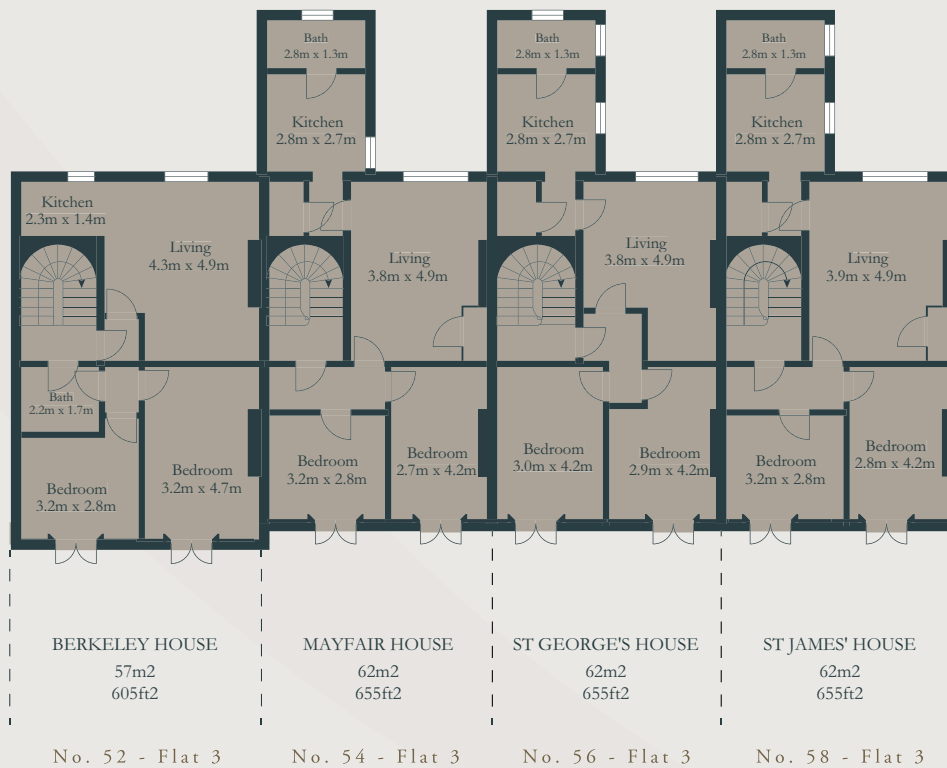 Bath
2.8m x 1.3m
Kitchen
2.8m x 2.7m
Bath
2.8m x 1.3m
Kitchen
2.8m x 2.7m
Bath
2.8m x 1.3m
Kitchen
2.8m x 2.7m
Kitchen
2.3m x 1.4m
Living
4.3m x 4.9m
Living
3.8m x 4.9m
Living
3.8m x 4.9m
Living
3.9m x 4.9m
Bath
2.2m x 1.7m
Bedroom
3.2m x 2.8m
Bedroom
3.2m x 4.7m
Bedroom
3.2m x 2.8m
Bedroom
2.7m x 4.2m
Bedroom
3.0m x 4.2m
Bedroom
2.9m x 4.2m
Bedroom
3.2m x 2.8m
Bedroom
2.8m x 4.2m
BERKELEY HOUSE
57m2
605ft2
MAYFAIR HOUSE
62m2
655ft2
ST GEORGE'S HOUSE
62m2
655ft2
ST JAMES' HOUSE
62m2
655ft2
No. 52 - Flat 3
No. 54 - Flat 3
No. 56 - Flat 3
No. 58 - Flat 3